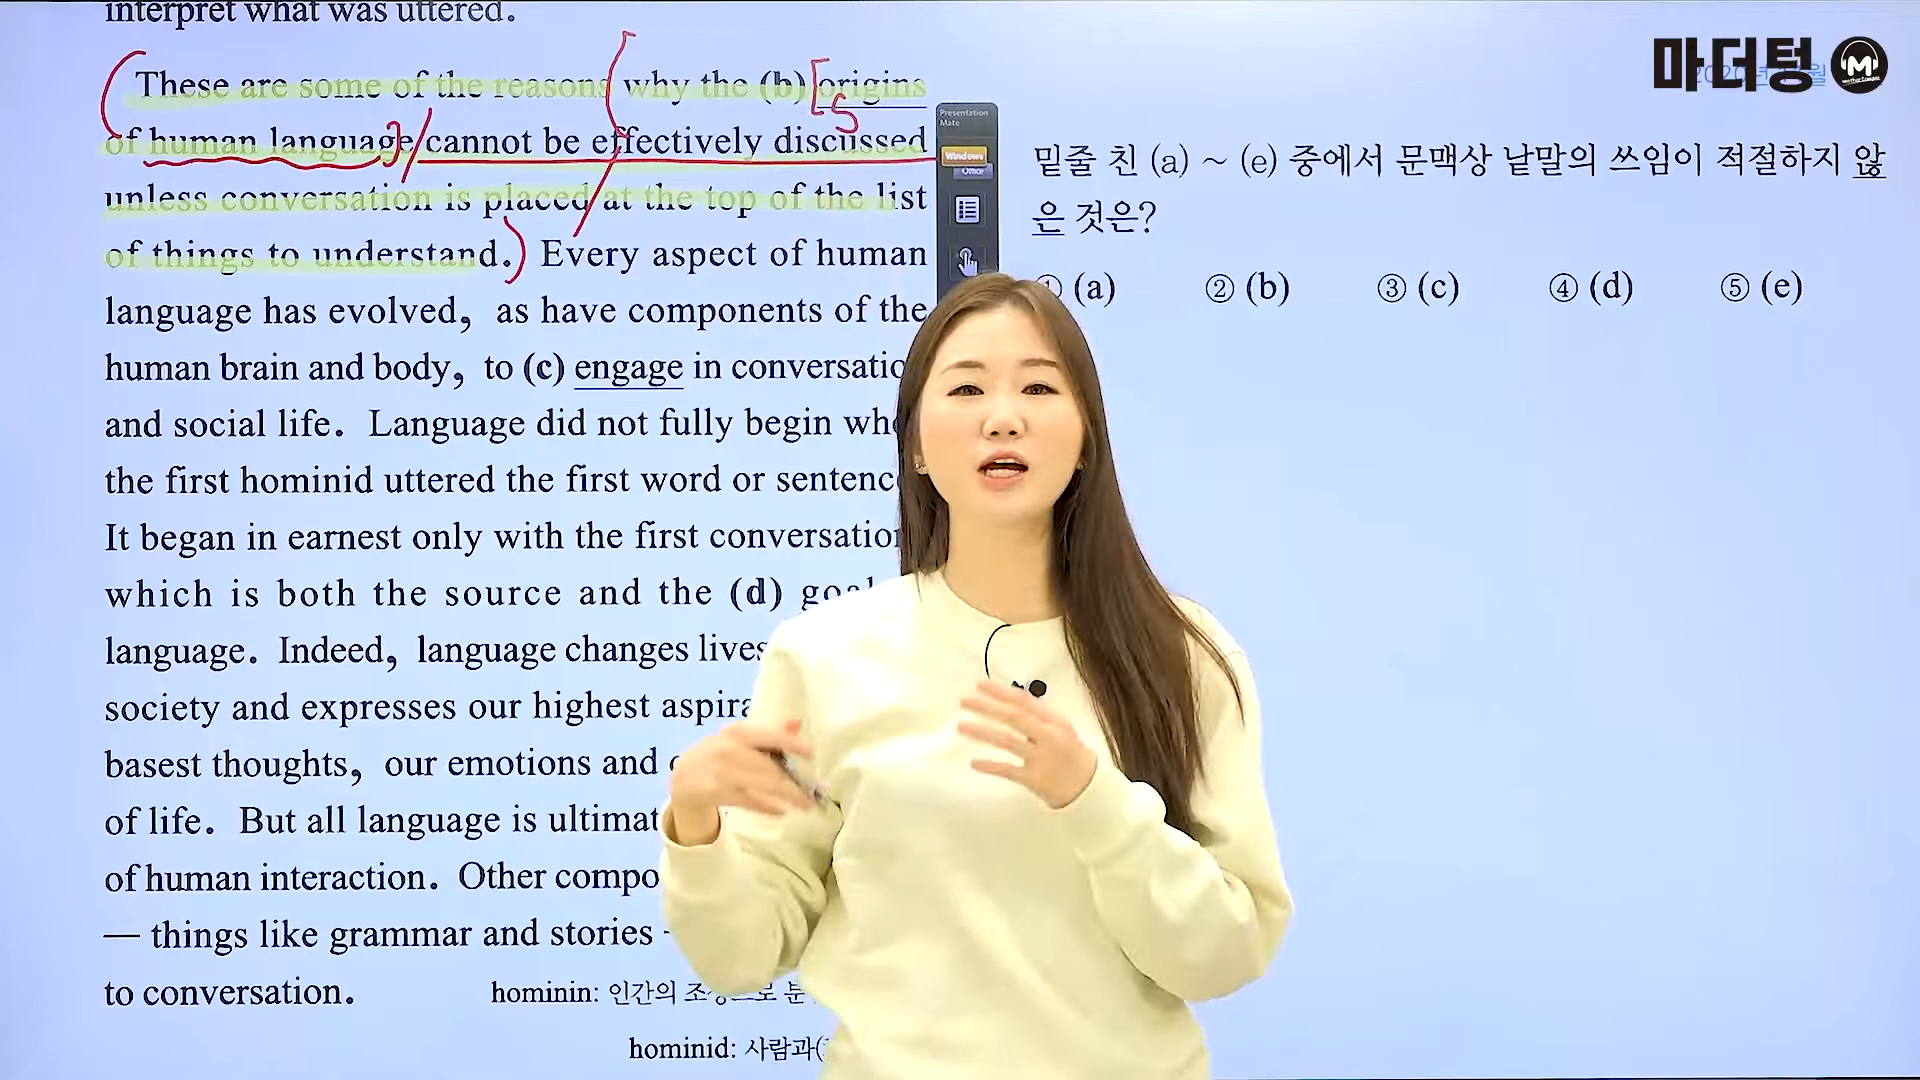 interpret what was uttered.
These are some of the reasons why the (b) origins
of human language cannot be effectively discussed
unless conversation is placed at the top of the list
of things to understand. Every aspect of human
language has evolved, as have components of the
human brain and body, to (c) engage in
and social life. Language did not fully begin
the first hominid uttered the first word or
It began in earnest only with the first
which is both the source and the (d)
language. Indeed, language changes lives
society and expresses our highest
basest thoughts, our emotions and
of life. But all language is
of human interaction. Other
— things like grammar and stories
to conversation.
hominin: 인간의
hominid: 사람과
S
Presentation
Mate
Windows
Office
마더텅
M
밑줄 친 (a) ~ (e) 중에서 문맥상 낱말의 쓰임이 적절하지 않
은 것은?
① (a) ② (b) ③ (c) ④ (d) ⑤ (e)